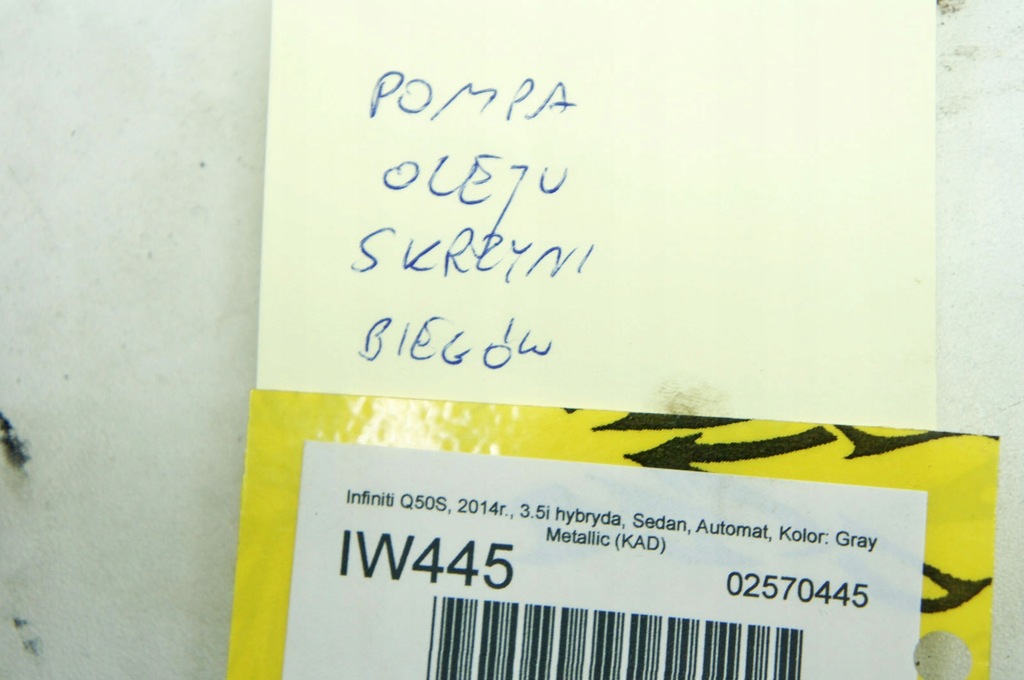 POMPA
OLEJU
SKRZYNI
BIEGÓW
Infiniti Q50S, 2014r., 3.5i hybryda, Sedan, Automat, Kolor: Gray
Metallic (KAD)
IW445
02570445